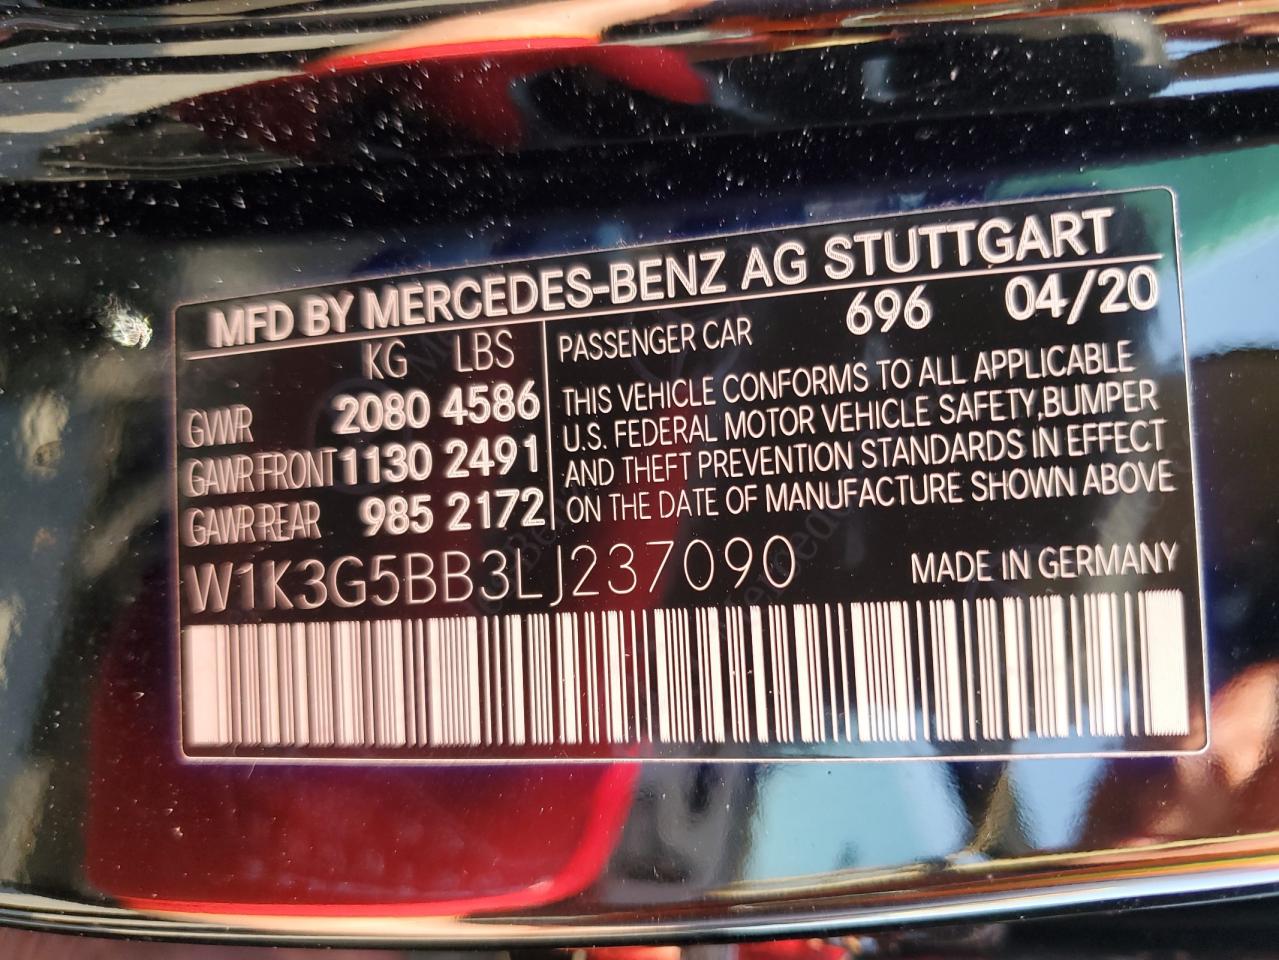 MFD BY MERCEDES-BENZ AG STUTTGART
KG LBS
GWR 2080 4586
GAWR FRONT 1130 2491
GAWR REAR 985 2172
PASSENGER CAR 696 04/20
THIS VEHICLE CONFORMS TO ALL APPLICABLE
U.S. FEDERAL MOTOR VEHICLE SAFETY,BUMPER
AND THEFT PREVENTION STANDARDS IN EFFECT
ON THE DATE OF MANUFACTURE SHOWN ABOVE
W1K3G5BB3LJ237090 MADE IN GERMANY